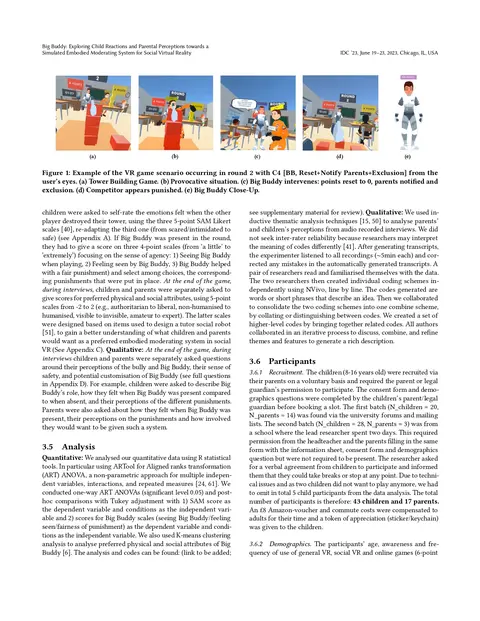 Big Buddy: Exploring Child Reactions and Parental Perceptions towards a
Simulated Embodied Moderating System for Social Virtual Reality
IDC '23, June 19–23, 2023, Chicago, IL, USA
(a)
(b)
(c)
(d)
(e)
Figure 1: Example of the VR game scenario occurring in round 2 with C4 [BB, Reset+Notify Parents+Exclusion] from the
user's eyes. (a) Tower Building Game. (b) Provocative situation. (c) Big Buddy intervenes: points reset to 0, parents notified and
exclusion. (d) Competitor appears punished. (e) Big Buddy Close-Up.
children were asked to self-rate the emotions felt when the other
player destroyed their tower, using the three 5-point SAM Likert
scales [40], re-adapting the third one (from scared/intimidated to
safe) (see Appendix A). If Big Buddy was present in the round,
they had to give a score on three 4-point scales (from 'a little' to
'extremely') focusing on the sense of agency: 1) Seeing Big Buddy
when playing, 2) Feeling seen by Big Buddy, 3) Big Buddy helped
with a fair punishment) and select among choices, the correspond-
ing punishments that were put in place. At the end of the game,
during interviews, children and parents were separately asked to
give scores for preferred physical and social attributes, using 5-point
scales from -2 to 2 (e.g., authoritarian to liberal, non-humanised to
humanised, visible to invisible, amateur to expert). The latter scales
were designed based on items used to design a tutor social robot
[51], to gain a better understanding of what children and parents
would want as a preferred embodied moderating system in social
VR (See Appendix C). Qualitative: At the end of the game, during
interviews children and parents were separately asked questions
around their perceptions of the bully and Big Buddy, their sense of
safety, and potential customisation of Big Buddy (see full questions
in Appendix D). For example, children were asked to describe Big
Buddy's role, how they felt when Big Buddy was present compared
to when absent, and their perceptions of the different punishments.
Parents were also asked about how they felt when Big Buddy was
present, their perceptions on the punishments and how involved
they would want to be given such a system.
3.5 Analysis
Quantitative: We analysed our quantitative data using R statistical
tools. In particular using ARTool for Aligned ranks transformation
(ART) ANOVA, a non-parametric approach for multiple indepen-
dent variables, interactions, and repeated measures [24, 61]. We
conducted one-way ART ANOVAs (significant level 0.05) and post-
hoc comparisons with Tukey adjustment with 1) SAM score as
the dependent variable and conditions as the independent vari-
able and 2) scores for Big Buddy scales (seeing Big Buddy/feeling
seen/fairness of punishment) as the dependent variable and condi-
tions as the independent variable. We also used K-means clustering
analysis to analyse preferred physical and social attributes of Big
Buddy [6]. The analysis and codes can be found: (link to be added;
see supplementary material for review). Qualitative: We used in-
ductive thematic analysis techniques [15, 50] to analyse parents'
and children's perceptions from audio recorded interviews. We did
not seek inter-rater reliability because researchers may interpret
the meaning of codes differently [41]. After generating transcripts,
the experimenter listened to all recordings (~5min each) and cor-
rected any mistakes in the automatically generated transcripts. A
pair of researchers read and familiarised themselves with the data.
The two researchers then created individual coding schemes in-
dependently using NVivo, line by line. The codes generated are
words or short phrases that describe an idea. Then we collaborated
to consolidate the two coding schemes into one combine scheme,
by collating or distinguishing between codes. We created a set of
higher-level codes by bringing together related codes. All authors
collaborated in an iterative process to discuss, combine, and refine
themes and features to generate a rich description.
3.6 Participants
3.6.1 Recruitment. The children (8-16 years old) were recruited via
their parents on a voluntary basis and required the parent or legal
guardian's permission to participate. The consent form and demo-
graphics questions were completed by the children's parent/legal
guardian before booking a slot. The first batch (N_children = 20,
N_parents = 14) was found via the university forums and mailing
lists. The second batch (N_children = 28, N_parents = 3) was from
a school where the lead researcher spent two days. This required
permission from the headteacher and the parents filling in the same
form with the information sheet, consent form and demographics
question but were not required to be present. The researcher asked
for a verbal agreement from children to participate and informed
them that they could take breaks or stop at any point. Due to techni-
cal issues and as two children did not want to play anymore, we had
to omit in total 5 child participants from the data analysis. The total
number of participants is therefore: 43 children and 17 parents.
An £8 Amazon-voucher and commute costs were compensated to
adults for their time and a token of appreciation (sticker/keychain)
was given to the children.
3.6.2 Demographics. The participants' age, awareness and fre-
quency of use of general VR, social VR and online games (6-point